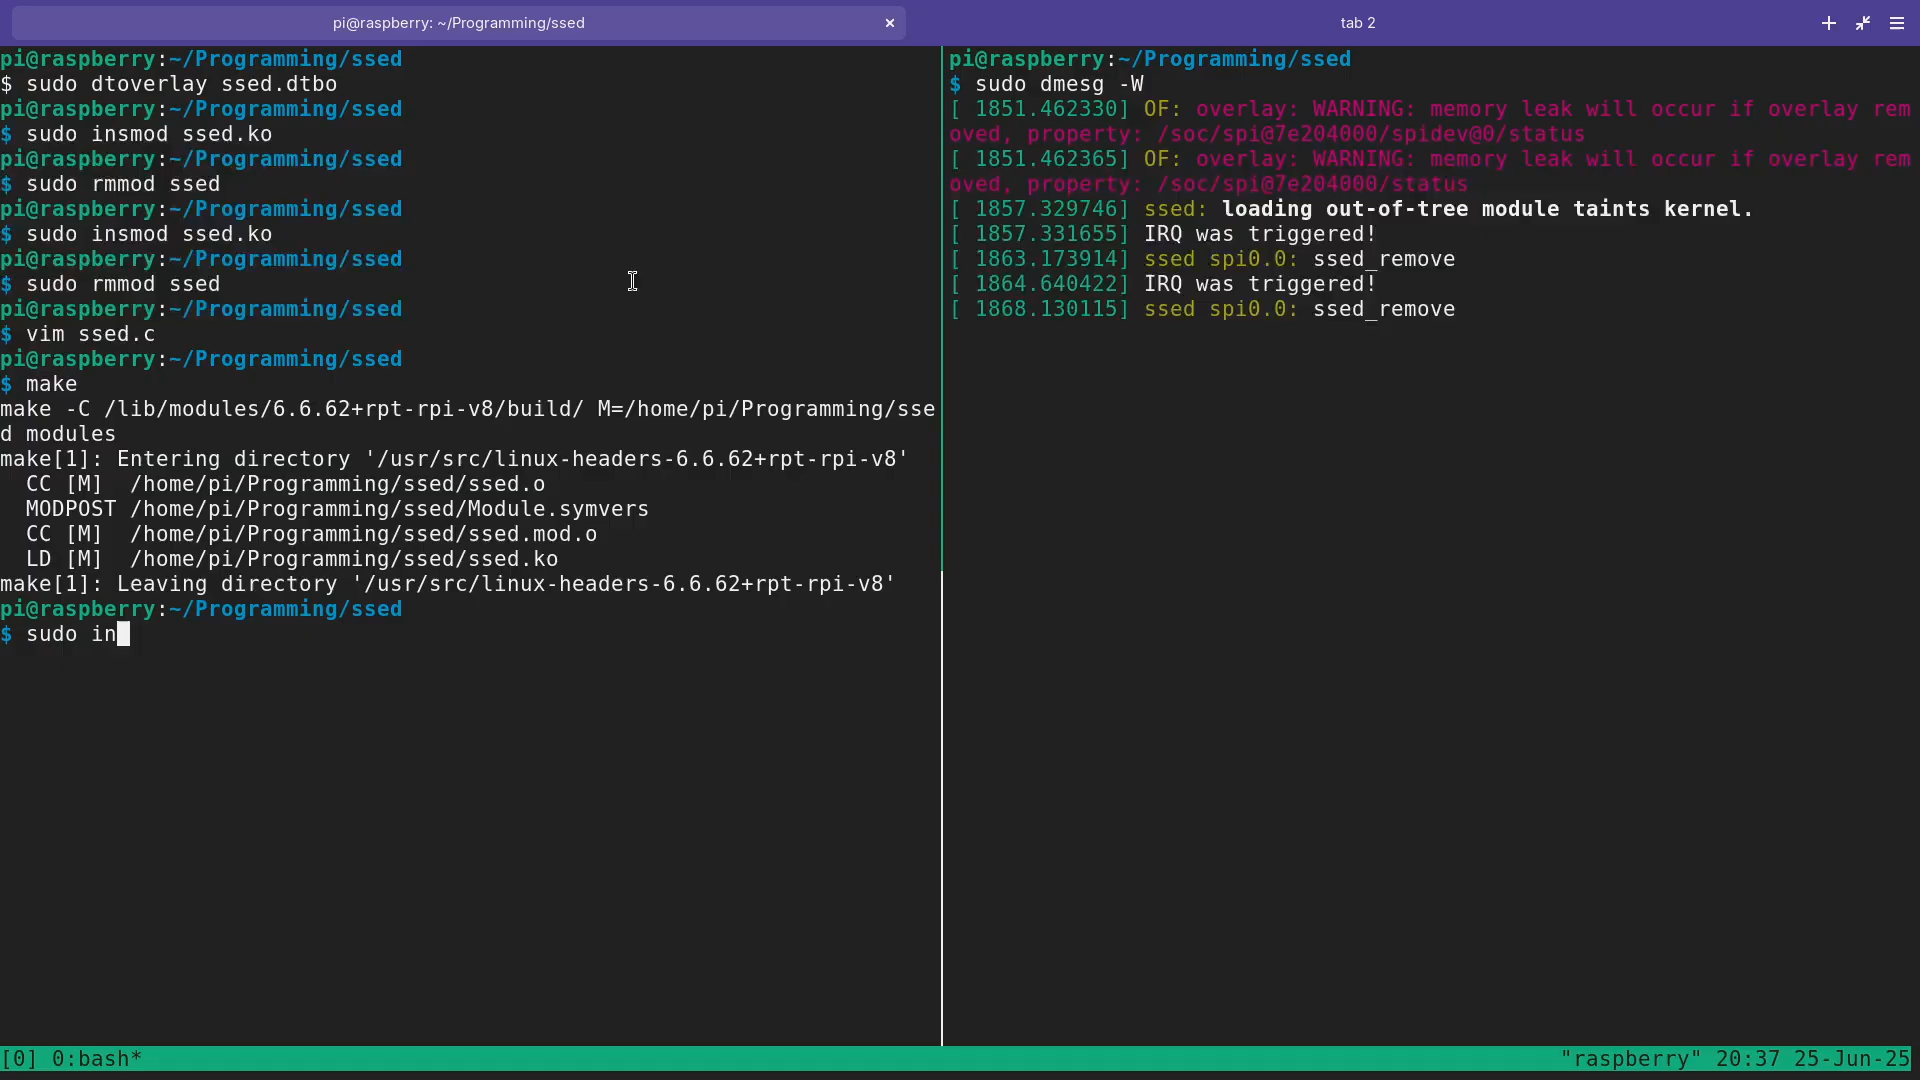 pi@raspberry: ~/Programming/ssed ×
tab 2
pi@raspberry:~/Programming/ssed
$ sudo dtoverlay ssed.dtbo
pi@raspberry:~/Programming/ssed
$ sudo insmod ssed.ko
pi@raspberry:~/Programming/ssed
$ sudo rmmod ssed
pi@raspberry:~/Programming/ssed
$ sudo insmod ssed.ko
pi@raspberry:~/Programming/ssed
$ sudo rmmod ssed
pi@raspberry:~/Programming/ssed
$ vim ssed.c
pi@raspberry:~/Programming/ssed
$ make
make -C /lib/modules/6.6.62+rpt-rpi-v8/build/ M=/home/pi/Programming/sse
d modules
make[1]: Entering directory '/usr/src/linux-headers-6.6.62+rpt-rpi-v8'
  CC [M]  /home/pi/Programming/ssed/ssed.o
  MODPOST /home/pi/Programming/ssed/Module.symvers
  CC [M]  /home/pi/Programming/ssed/ssed.mod.o
  LD [M]  /home/pi/Programming/ssed/ssed.ko
make[1]: Leaving directory '/usr/src/linux-headers-6.6.62+rpt-rpi-v8'
pi@raspberry:~/Programming/ssed
$ sudo in
pi@raspberry:~/Programming/ssed
$ sudo dmesg -W
[ 1851.462330] OF: overlay: WARNING: memory leak will occur if overlay rem
oved, property: /soc/spi@7e204000/spidev@0/status
[ 1851.462365] OF: overlay: WARNING: memory leak will occur if overlay rem
oved, property: /soc/spi@7e204000/status
[ 1857.329746] ssed: loading out-of-tree module taints kernel.
[ 1857.331655] IRQ was triggered!
[ 1863.173914] ssed spi0.0: ssed_remove
[ 1864.640422] IRQ was triggered!
[ 1868.130115] ssed spi0.0: ssed_remove
[0] 0:bash*
"raspberry" 20:37 25-Jun-25